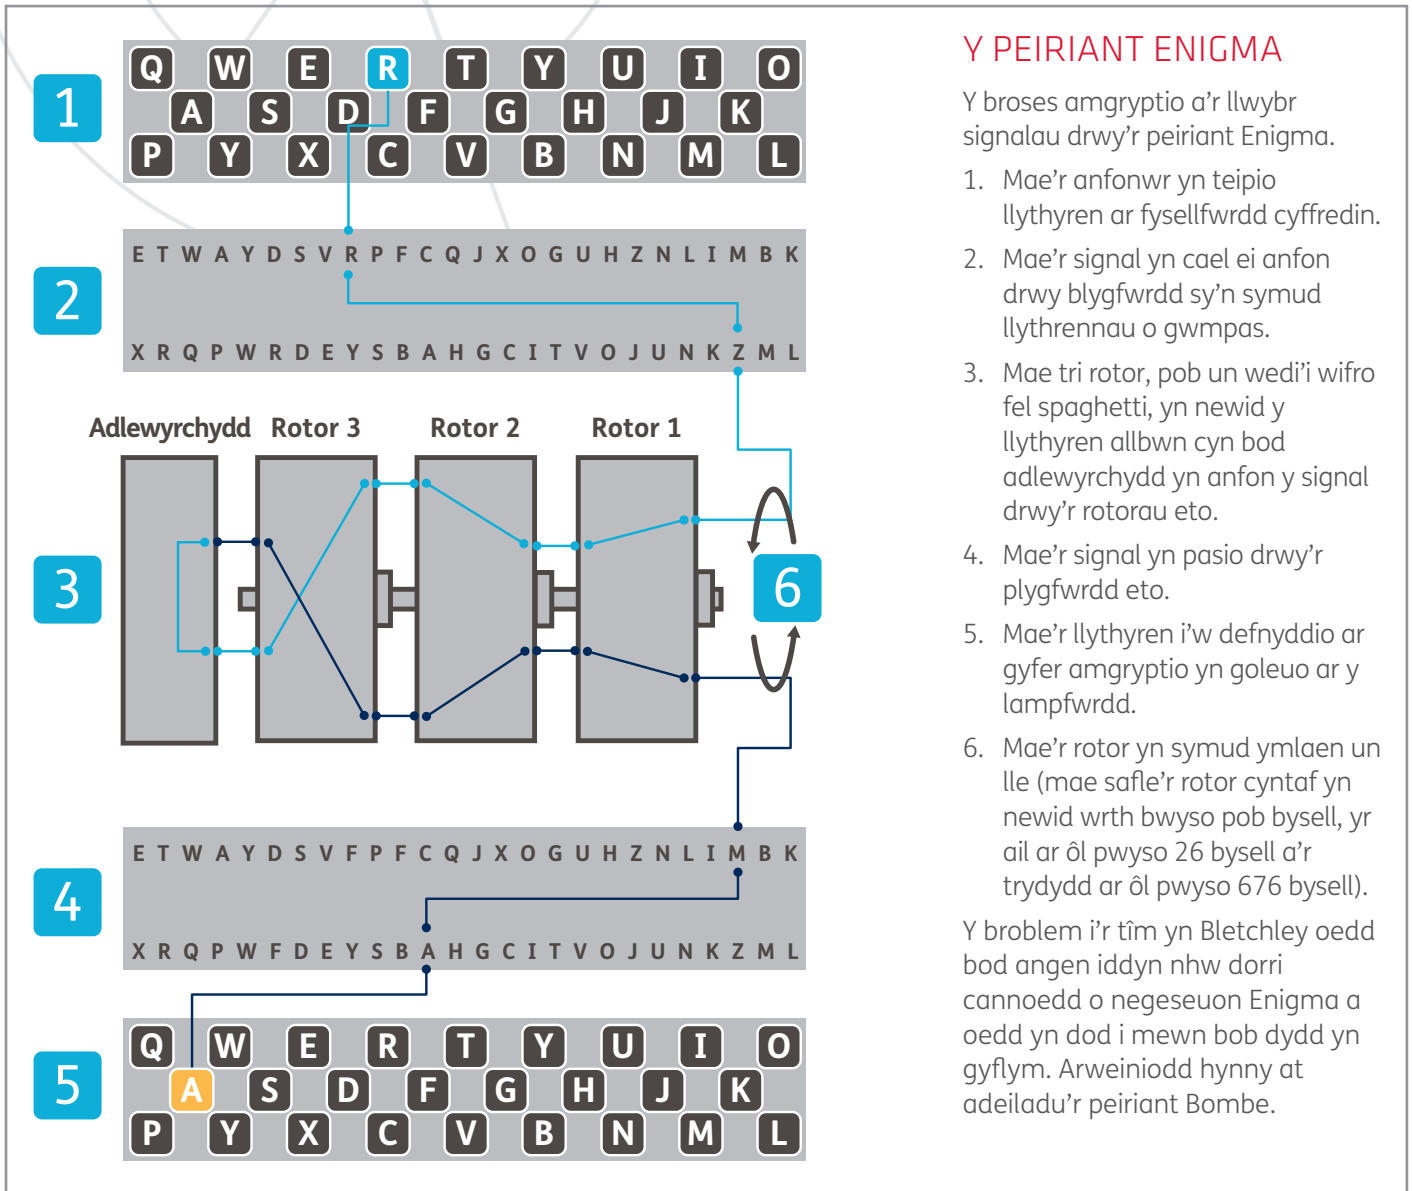 1
Q W E R T Y U I O
A S D F G H J K
P Y X C V B N M L
2
E T W A Y D S V R P F C Q J X O G U H Z N L I M B K
X R Q P W R D E Y S B A H G C I T V O J U N K Z M L
Adlewyrchydd Rotor 3 Rotor 2 Rotor 1
3
6
4
E T W A Y D S V F P F C Q J X O G U H Z N L I M B K
X R Q P W F D E Y S B A H G C I T V O J U N K Z M L
5
Q W E R T Y U I O
A S D F G H J K
P Y X C V B N M L
Y PEIRIANT ENIGMA
Y broses amgryptio a’r llwybr
signalau drwy’r peiriant Enigma.
1. Mae’r anfonwr yn teipio
llythyren ar fysellfwrdd cyffredin.
2. Mae’r signal yn cael ei anfon
drwy blygfwrdd sy’n symud
llythrennau o gwmpas.
3. Mae tri rotor, pob un wedi’i wifro
fel spaghetti, yn newid y
llythyren allbwn cyn bod
adlewyrchydd yn anfon y signal
drwy’r rotorau eto.
4. Mae’r signal yn pasio drwy’r
plygfwrdd eto.
5. Mae’r llythyren i’w defnyddio ar
gyfer amgryptio yn goleuo ar y
lampfwrdd.
6. Mae’r rotor yn symud ymlaen un
lle (mae safle’r rotor cyntaf yn
newid wrth bwyso pob bysell, yr
ail ar ôl pwyso 26 bysell a’r
trydydd ar ôl pwyso 676 bysell).
Y broblem i’r tîm yn Bletchley oedd
bod angen iddyn nhw dorri
cannoedd o negeseuon Enigma a
oedd yn dod i mewn bob dydd yn
gyflym. Arweiniodd hynny at
adeiladu’r peiriant Bombe.